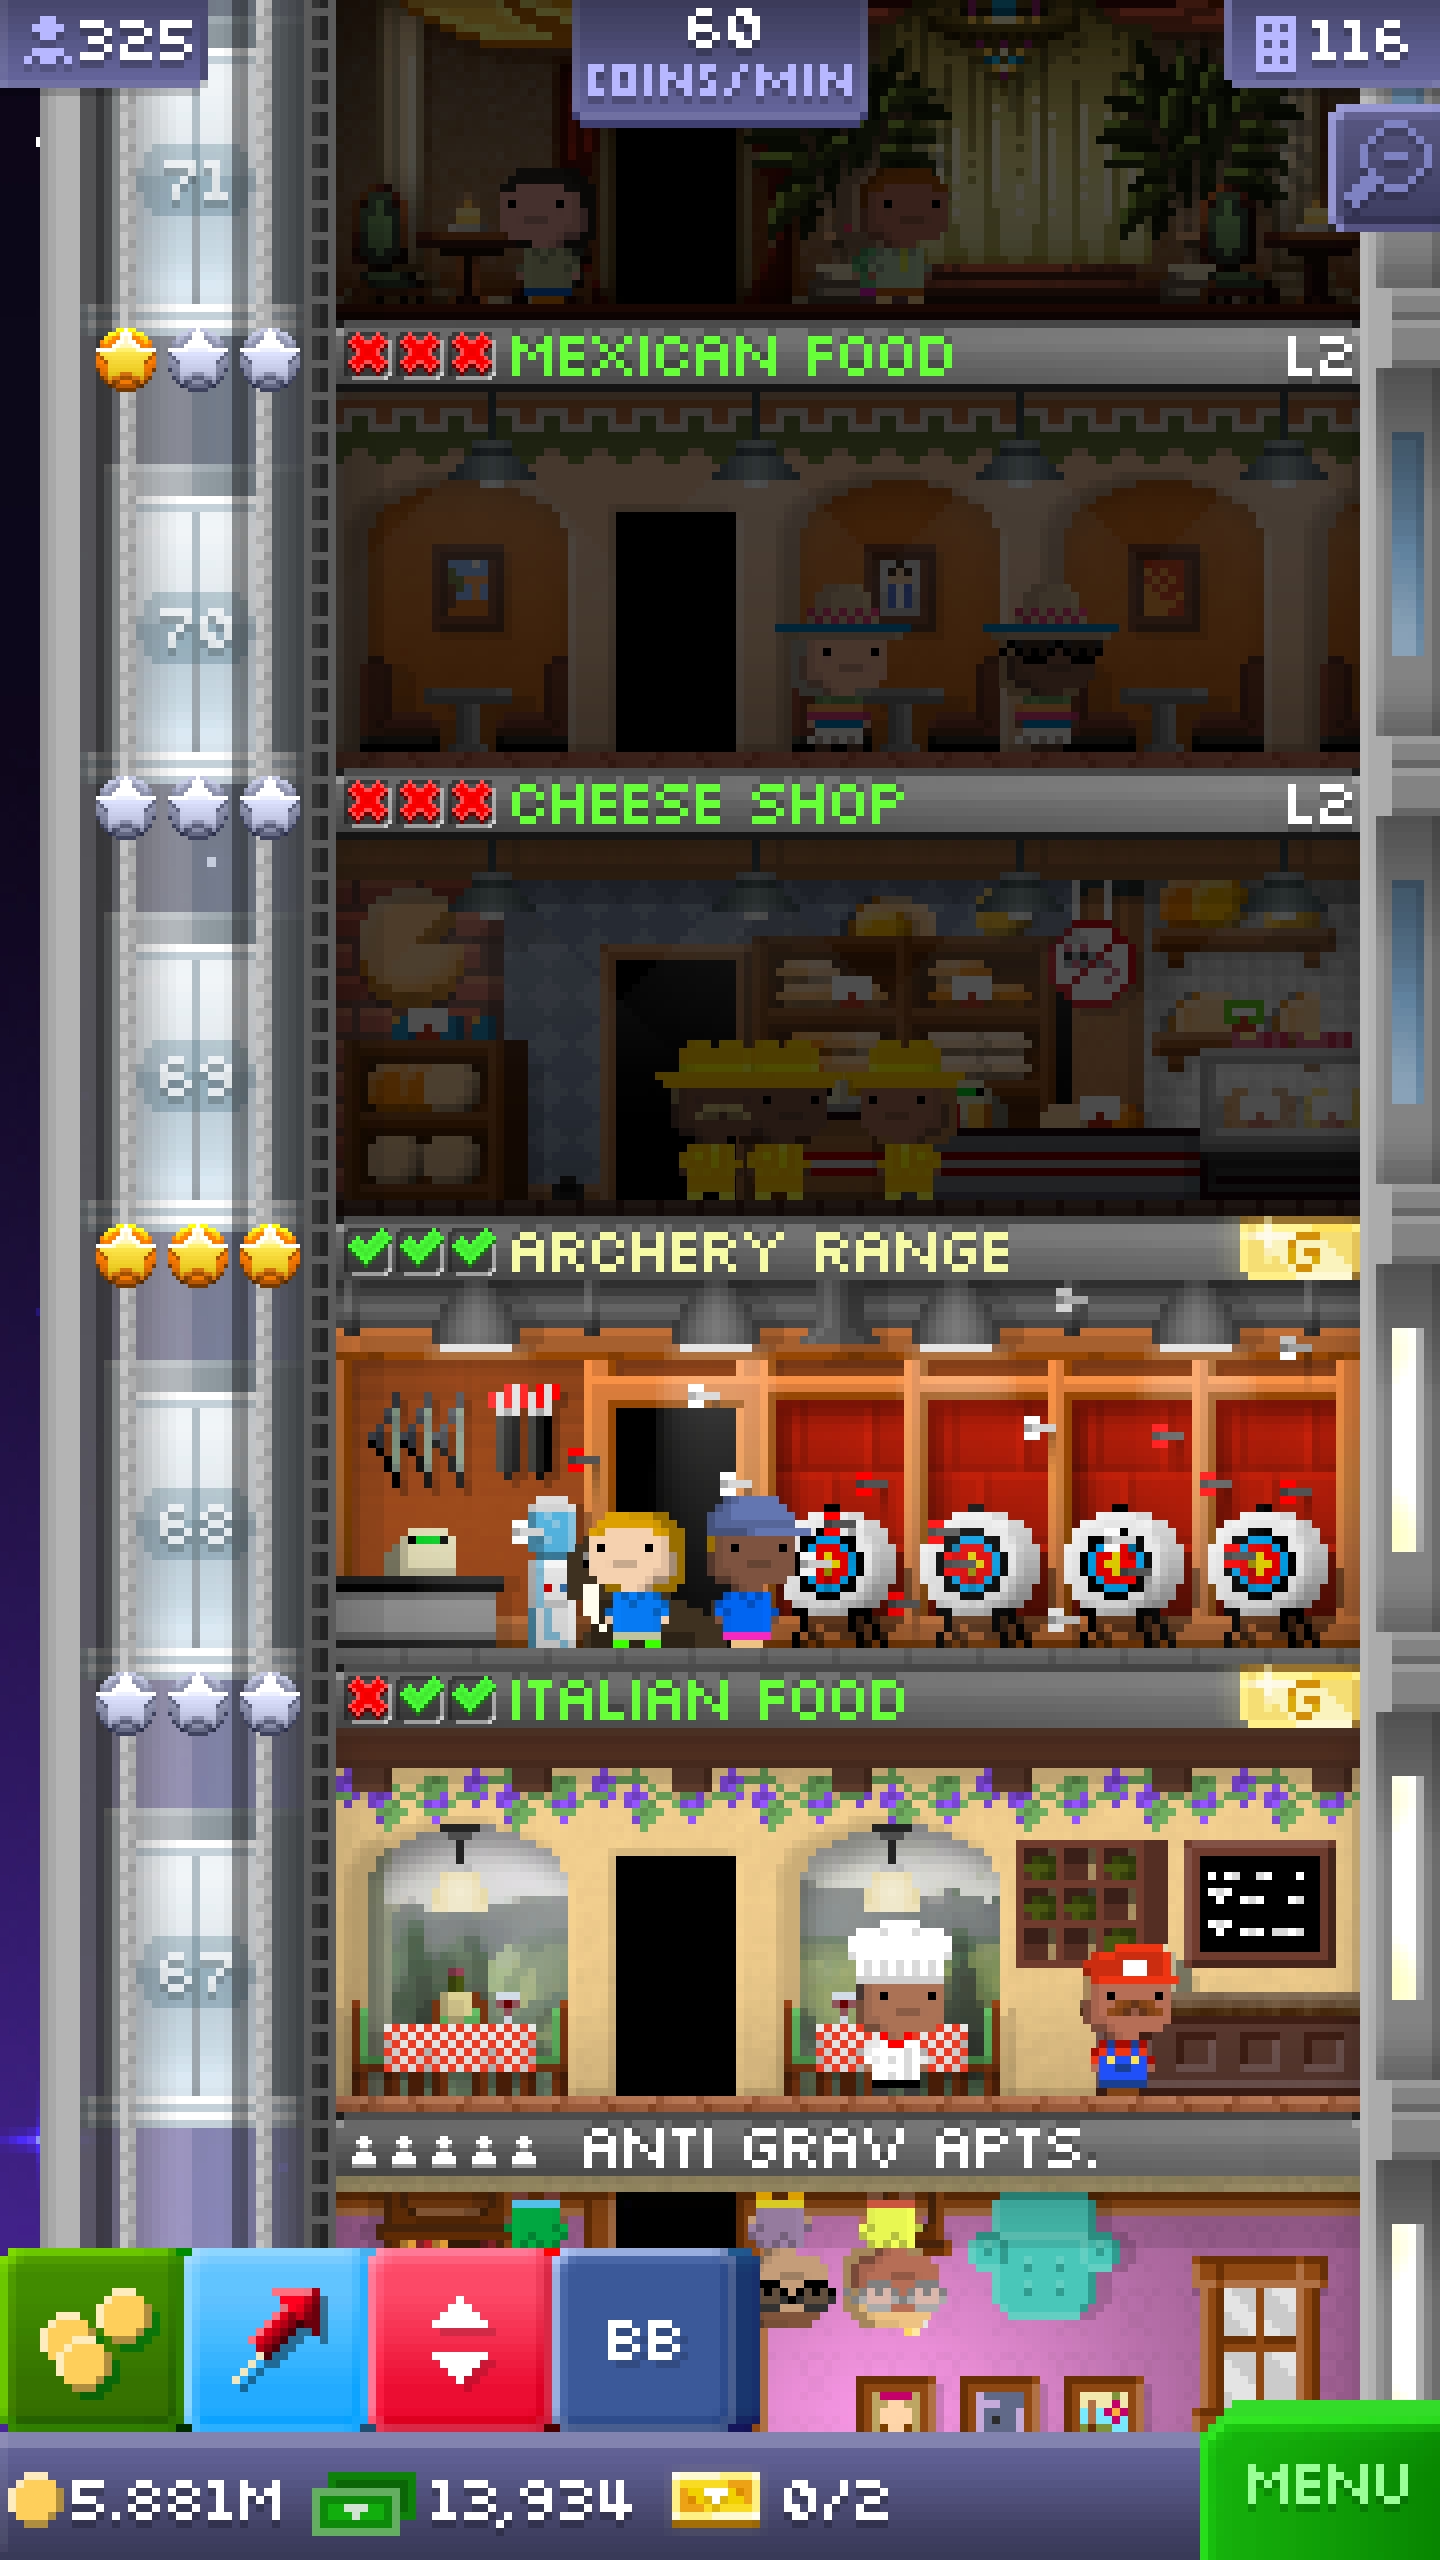 325
60
COINS/MIN
116
71
MEXICAN FOOD L2
70
CHEESE SHOP L2
69
ARCHERY RANGE G
68
ITALIAN FOOD G
67
ANTI GRAV APTS.
BB
5.881M 13,934 0/2
MENU